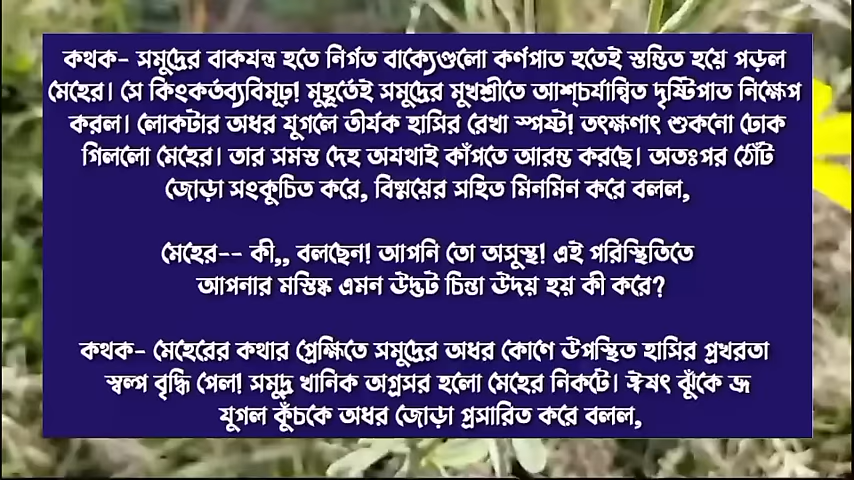 কথক- সমুদ্রের বাকযন্ত্র হতে নির্গত বাক্যেগুলো কর্ণপাত হতেই স্তম্ভিত হয়ে পড়ল
মেহের। সে কিংকর্তব্যবিমূঢ়! মুহূর্তেই সমুদ্রের মুখশ্রীতে আশ্চর্যান্বিত দৃষ্টিপাত নিক্ষেপ
করল। লোকটার অধর যুগলে তীর্যক হাসির রেখা স্পষ্ট! তৎক্ষণাৎ শুকনো ঢোক
গিললো মেহের। তার সমস্ত দেহ অযথাই কাঁপতে আরম্ভ করছে। অতঃপর ঠোঁট
জোড়া সংকুচিত করে, বিষ্ময়ের সহিত মিনমিন করে বলল,
মেহের-- কী,, বলছেন! আপনি তো অসুস্থ! এই পরিস্থিতিতে
আপনার মস্তিষ্ক এমন উদ্ভট চিন্তা উদয় হয় কী করে?
কথক- মেহেরের কথার প্রেক্ষিতে সমুদ্রের অধর কোণে উপস্থিত হাসির প্রখরতা
স্বল্প বৃদ্ধি পেল! সমুদ্র খানিক অগ্রসর হলো মেহের নিকটে। ঈষৎ ঝুঁকে ভ্রু
যুগল কুঁচকে অধর জোড়া প্রসারিত করে বলল,